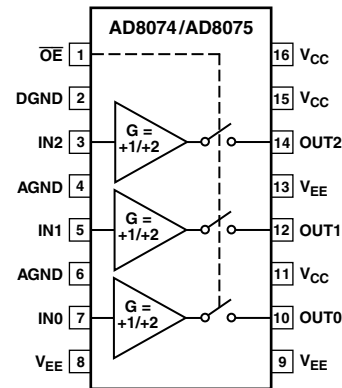 AD8074/AD8075
OE 1 16 VCC
DGND 2 15 VCC
IN2 3 G = +1/+2 14 OUT2
AGND 4 13 VEE
IN1 5 G = +1/+2 12 OUT1
AGND 6 11 VCC
IN0 7 G = +1/+2 10 OUT0
VEE 8 9 VEE